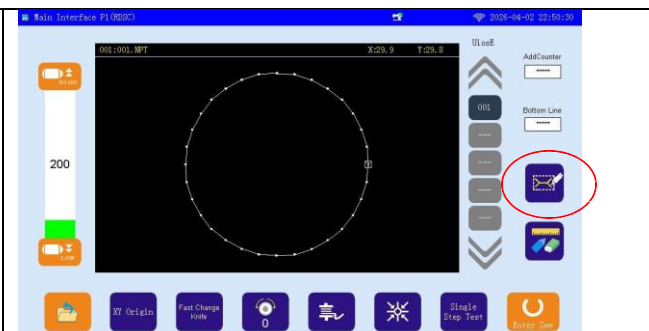 Main Interface P1(RDSC)
2026-04-02 22:50:30
001:001.NPT X:29.9 Y:29.8
HIGH
200
LOW
001
----
----
----
----
AddCounter
-----
Bottom Line
-----
XY Origin
Fast Change
Knife
0
Single
Step Test
Enter Sew